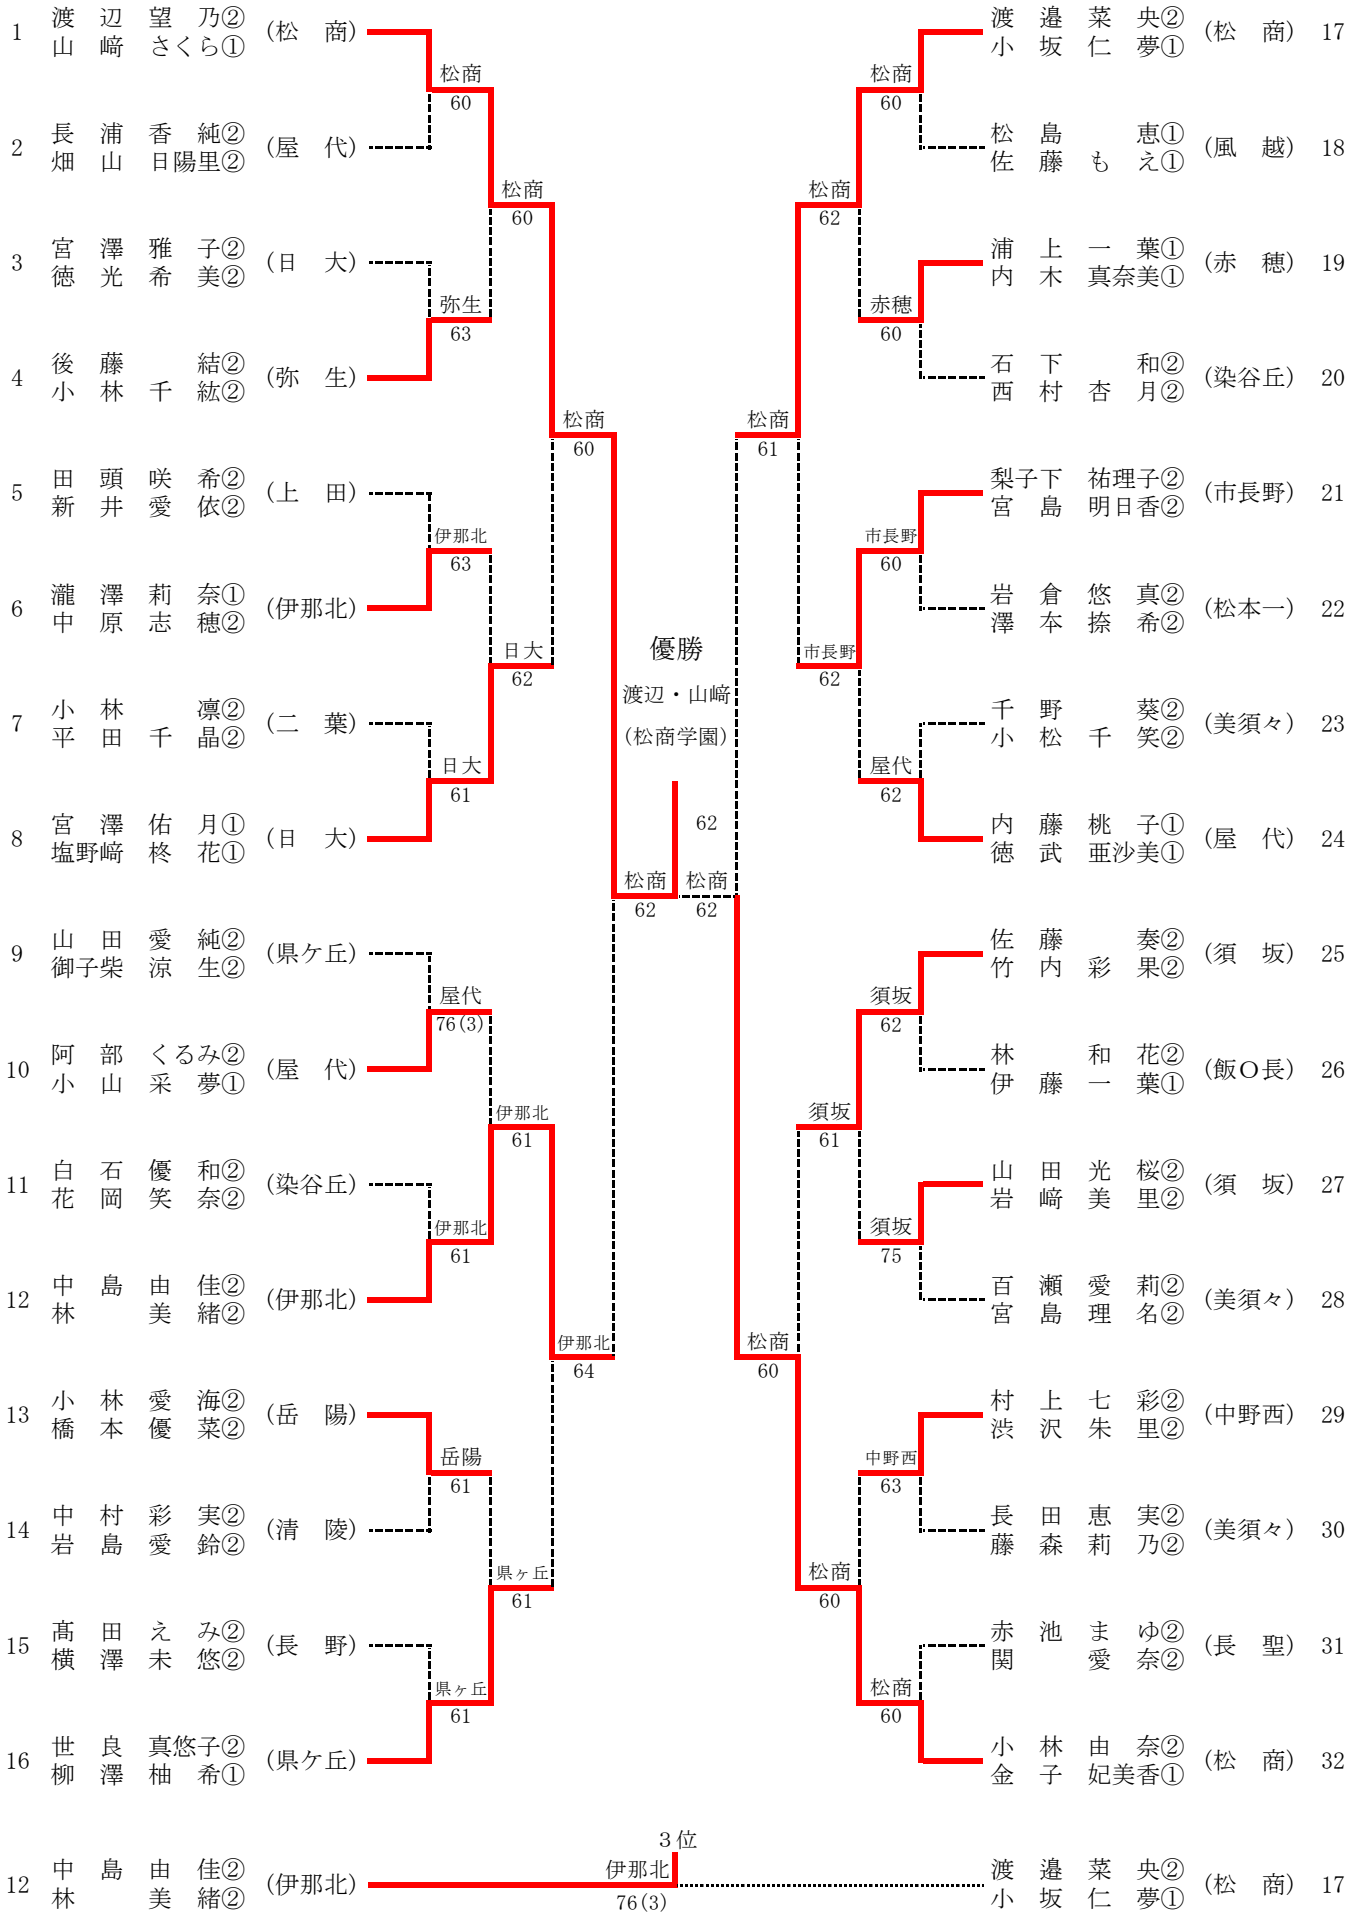 1 渡辺望乃② (松商)
山﨑さくら①
松商
60
2 長浦香純② (屋代)
畑山日陽里②
松商
60
3 宮澤雅子② (日大)
徳光希美②
弥生
63
4 後藤結② (弥生)
小林千紘②
松商
60
5 田頭咲希② (上田)
新井愛依②
伊那北
63
6 瀧澤莉奈① (伊那北)
中原志穂②
日大
62
7 小林凛② (二葉)
平田千晶②
日大
61
8 宮澤佑月① (日大)
塩野﨑柊花①
松商
62
9 山田愛純② (県ケ丘)
御子柴涼生②
屋代
76(3)
10 阿部くるみ② (屋代)
小山采夢①
伊那北
61
11 白石優和② (染谷丘)
花岡笑奈②
伊那北
61
12 中島由佳② (伊那北)
林美緒②
伊那北
64
13 小林愛海② (岳陽)
橋本優菜②
岳陽
61
14 中村彩実② (清陵)
岩島愛鈴②
県ヶ丘
61
15 髙田えみ② (長野)
横澤未悠②
県ヶ丘
61
16 世良真悠子② (県ケ丘)
柳澤柚希①
優勝
渡辺・山﨑
(松商学園)
62
渡邉菜央② (松商) 17
小坂仁夢①
松商
60
松島恵① (風越) 18
佐藤もえ①
松商
62
浦上一葉① (赤穂) 19
内木真奈美①
赤穂
60
石下和② (染谷丘) 20
西村杏月②
松商
61
梨子下祐理子② (市長野) 21
宮島明日香②
市長野
60
岩倉悠真② (松本一) 22
澤本捺希②
市長野
62
千野葵② (美須々) 23
小松千笑②
屋代
62
内藤桃子① (屋代) 24
徳武亜沙美①
松商
62
佐藤奏② (須坂) 25
竹内彩果②
須坂
62
林和花② (飯O長) 26
伊藤一葉①
須坂
61
山田光桜② (須坂) 27
岩﨑美里②
須坂
75
百瀬愛莉② (美須々) 28
宮島理名②
松商
60
村上七彩② (中野西) 29
渋沢朱里②
中野西
63
長田恵実② (美須々) 30
藤森莉乃②
松商
60
赤池まゆ② (長聖) 31
関愛奈②
松商
60
小林由奈② (松商) 32
金子妃美香①
3位
12 中島由佳② (伊那北)
林美緒②
伊那北
76(3)
渡邉菜央② (松商) 17
小坂仁夢①